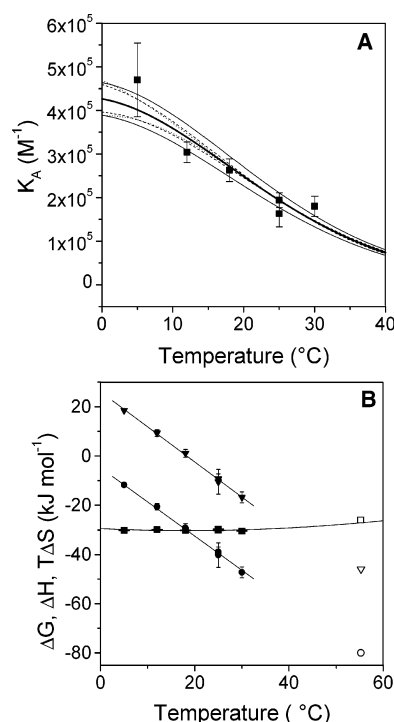 A
6x10⁵
5x10⁵
4x10⁵
3x10⁵
2x10⁵
1x10⁵
0
K_A (M⁻¹)
0 10 20 30 40
Temperature (°C)
B
20
0
-20
-40
-60
-80
ΔG, ΔH, TΔS (kJ mol⁻¹)
0 20 40 60
Temperature (°C)